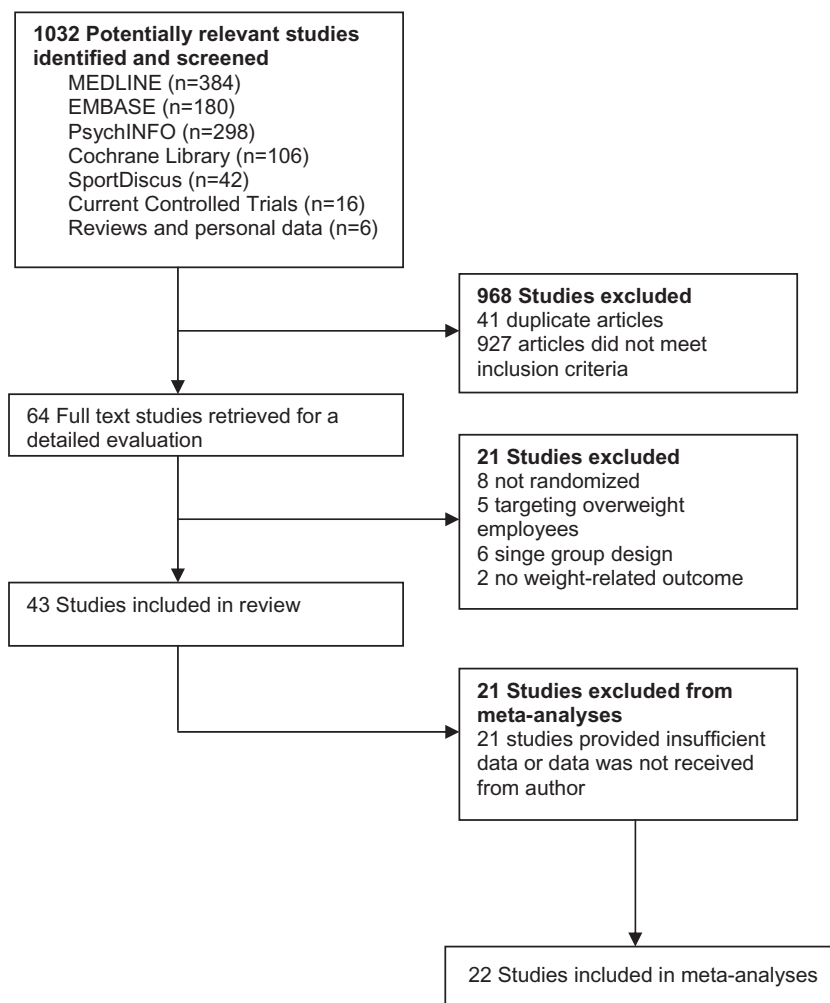 1032 Potentially relevant studies
identified and screened
MEDLINE (n=384)
EMBASE (n=180)
PsychINFO (n=298)
Cochrane Library (n=106)
SportDiscus (n=42)
Current Controlled Trials (n=16)
Reviews and personal data (n=6)
968 Studies excluded
41 duplicate articles
927 articles did not meet
inclusion criteria
64 Full text studies retrieved for a
detailed evaluation
21 Studies excluded
8 not randomized
5 targeting overweight
employees
6 singe group design
2 no weight-related outcome
43 Studies included in review
21 Studies excluded from
meta-analyses
21 studies provided insufficient
data or data was not received
from author
22 Studies included in meta-analyses